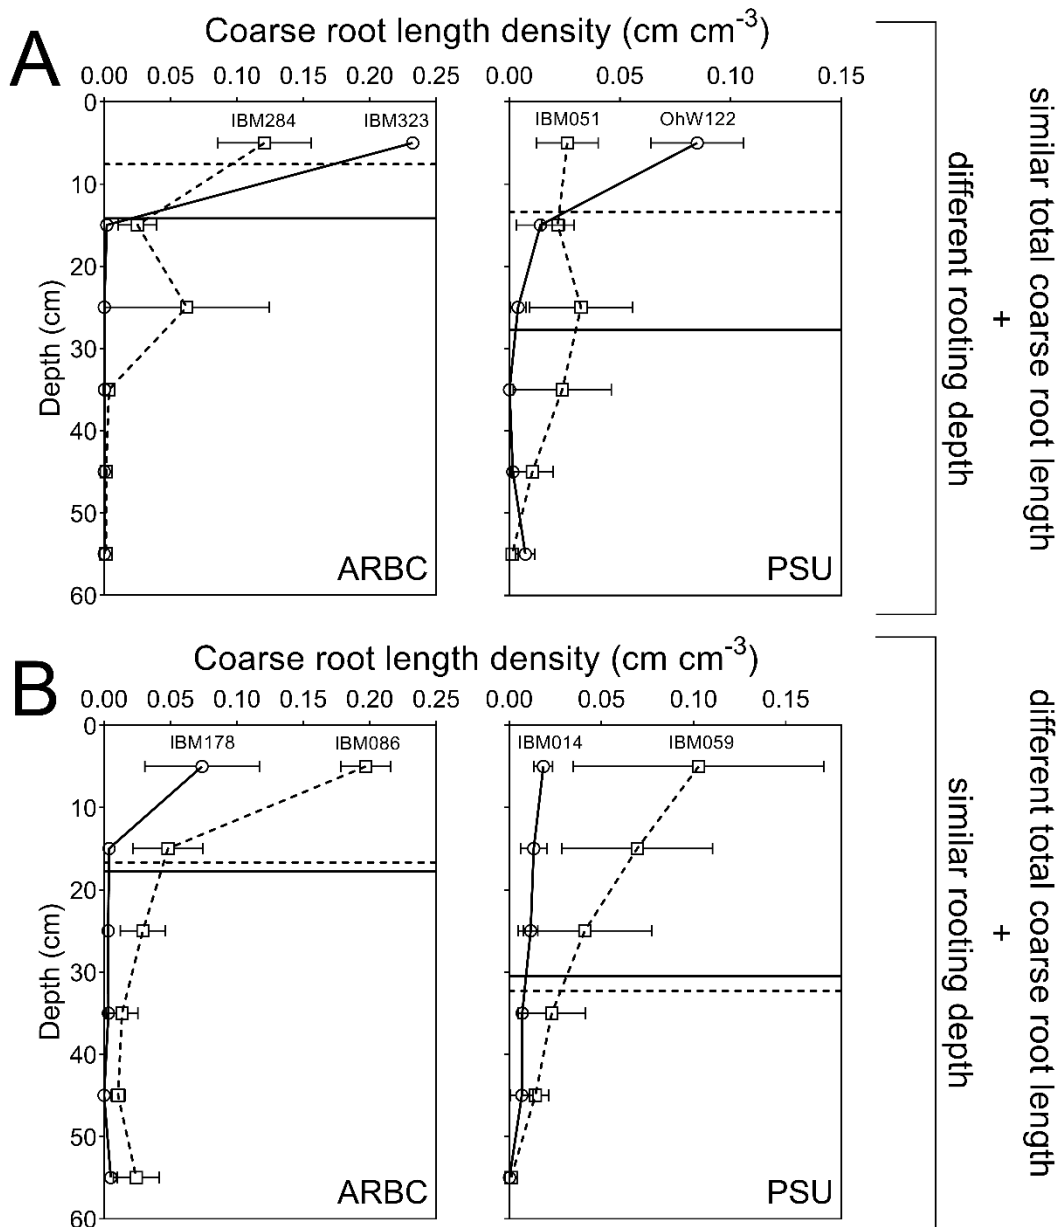 A
Coarse root length density (cm cm⁻³)
0.00 0.05 0.10 0.15 0.20 0.25
0.00 0.05 0.10 0.15
IBM284 IBM323
IBM051 OhW122
0
10
20
30
40
50
60
Depth (cm)
ARBC
PSU
different rooting depth
+
similar total coarse root length
B
Coarse root length density (cm cm⁻³)
0.00 0.05 0.10 0.15 0.20 0.25
0.00 0.05 0.10 0.15
IBM178 IBM086
IBM014 IBM059
0
10
20
30
40
50
60
Depth (cm)
ARBC
PSU
similar rooting depth
+
different total coarse root length